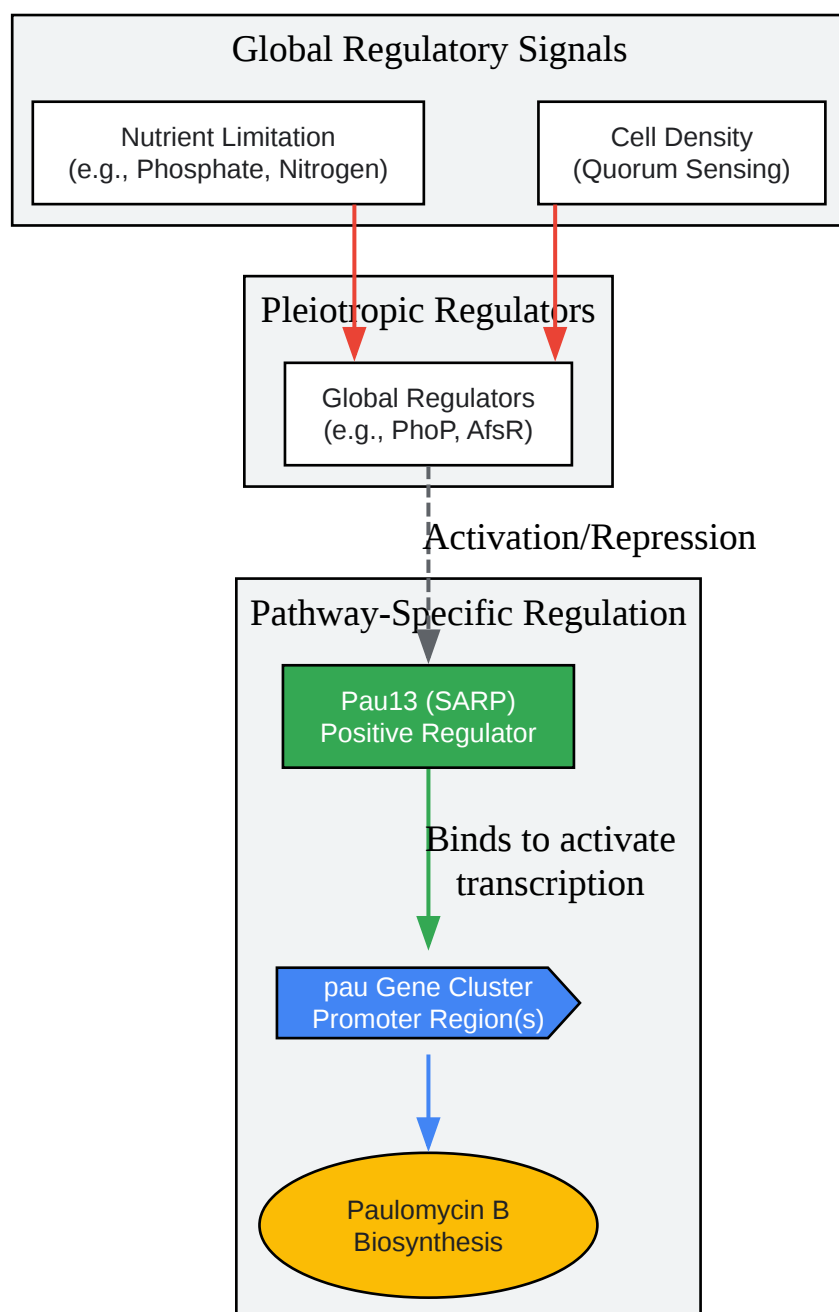 Global Regulatory Signals
Nutrient Limitation
(e.g., Phosphate, Nitrogen)
Cell Density
(Quorum Sensing)
Pleiotropic Regulators
Global Regulators
(e.g., PhoP, AfsR)
Activation/Repression
Pathway-Specific Regulation
Pau13 (SARP)
Positive Regulator
Binds to activate
transcription
pau Gene Cluster
Promoter Region(s)
Paulomycin B
Biosynthesis